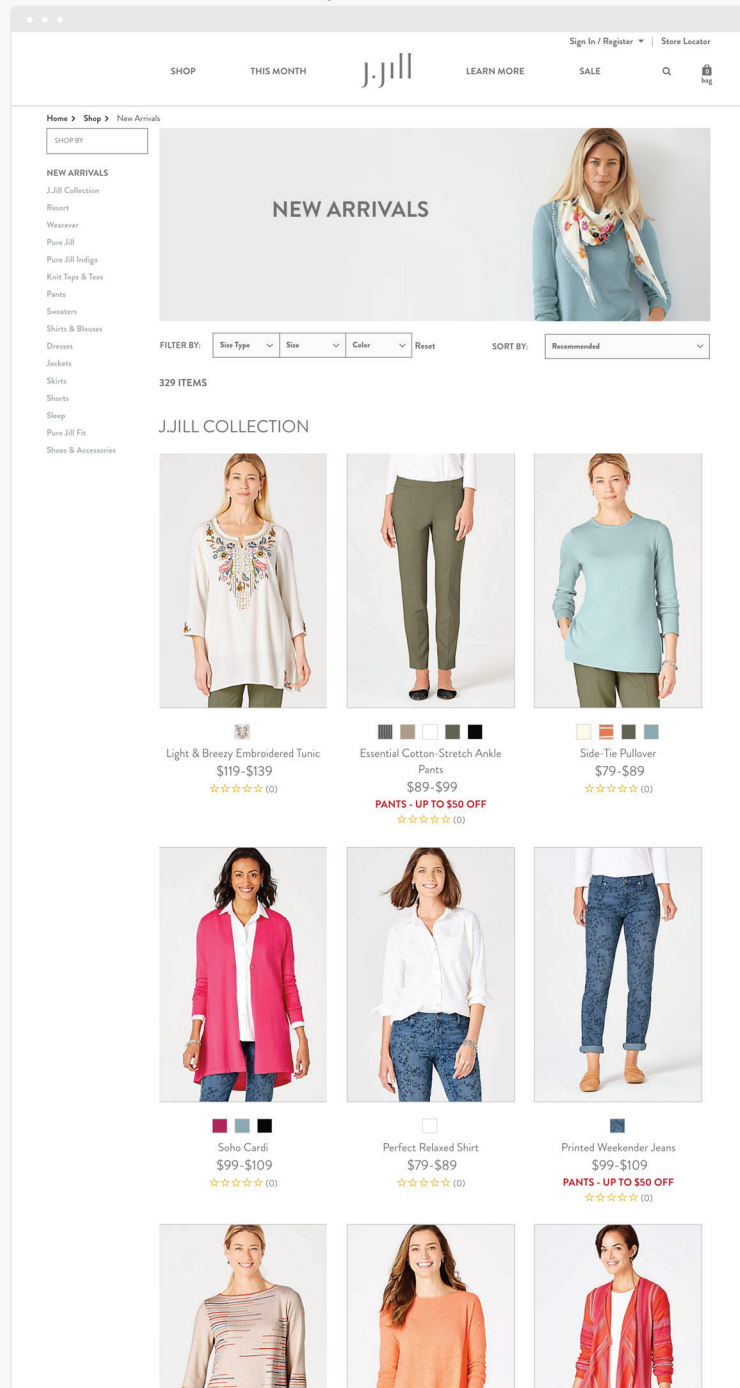 Sign In / Register
Store Locator
SHOP
THIS MONTH
J.Jill
LEARN MORE
SALE
0
bag
Home > Shop > New Arrivals
SHOP BY
NEW ARRIVALS
J.Jill Collection
Resort
Wearever
Pure Jill
Pure Jill Indigo
Knit Tops & Tees
Pants
Sweaters
Shirts & Blouses
Dresses
Jackets
Skirts
Shorts
Sleep
Pure Jill Fit
Shoes & Accessories
NEW ARRIVALS
FILTER BY:
Size Type
Size
Color
Reset
SORT BY:
Recommended
329 ITEMS
J.JILL COLLECTION
Light & Breezy Embroidered Tunic
$119-$139
(0)
Essential Cotton-Stretch Ankle
Pants
$89-$99
PANTS - UP TO $50 OFF
(0)
Side-Tie Pullover
$79-$89
(0)
Soho Cardi
$99-$109
(0)
Perfect Relaxed Shirt
$79-$89
(0)
Printed Weekender Jeans
$99-$109
PANTS - UP TO $50 OFF
(0)